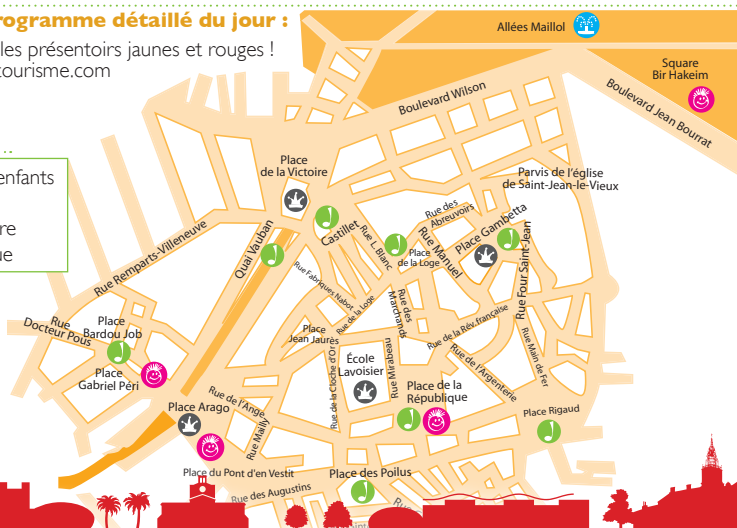 rogramme détaillé du jour :
les présentoirs jaunes et rouges !
tourisme.com
enfants
re
ue
Allées Maillol
Square
Bir Hakeim
Boulevard Wilson
Boulevard Jean Bourrat
Place
de la Victoire
Parvis de l'église
de Saint-Jean-le-Vieux
Castillet
Quai Vauban
Rue Remparts-Villeneuve
Rue L. Blanc
Place
de la Loge
Rue des
Abreuvoirs
Rue Manuel
Place Gambetta
Rue Four Saint-Jean
Rue Fabriques Nabot
Rue de la Loge
Rue des
Marchands
Rue de la Rév. française
Rue Main de Fer
Rue de l'Argenterie
Rue
Docteur Pous
Place
Bardou Job
Place
Gabriel Péri
Place
Jean Jaurès
Rue de la Cloche d'Or
École
Lavoisier
Rue Mirabeau
Place de la
République
Place Rigaud
Place Arago
Rue de l'Ange
Rue Mailly
Place du Pont d'en Vestit
Place des Poilus
Rue des Augustins
Rue